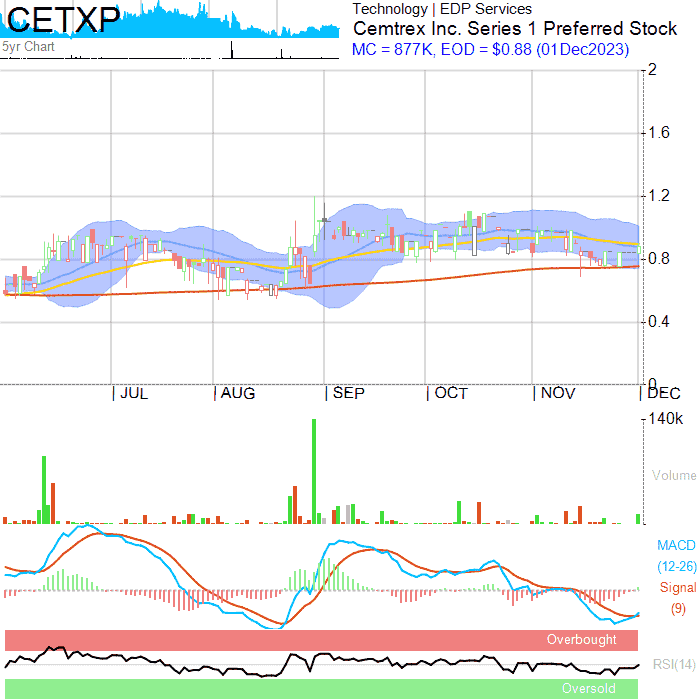 CETXP
Technology | EDP Services
Cemtrex Inc. Series 1 Preferred Stock
MC = 877K, EOD = $0.88 (01Dec2023)
5yr Chart
2
1.6
1.2
0.8
0.4
0
JUL AUG SEP OCT NOV DEC
140k
Volume
MACD
(12-26)
Signal
(9)
Overbought
RSI(14)
Oversold